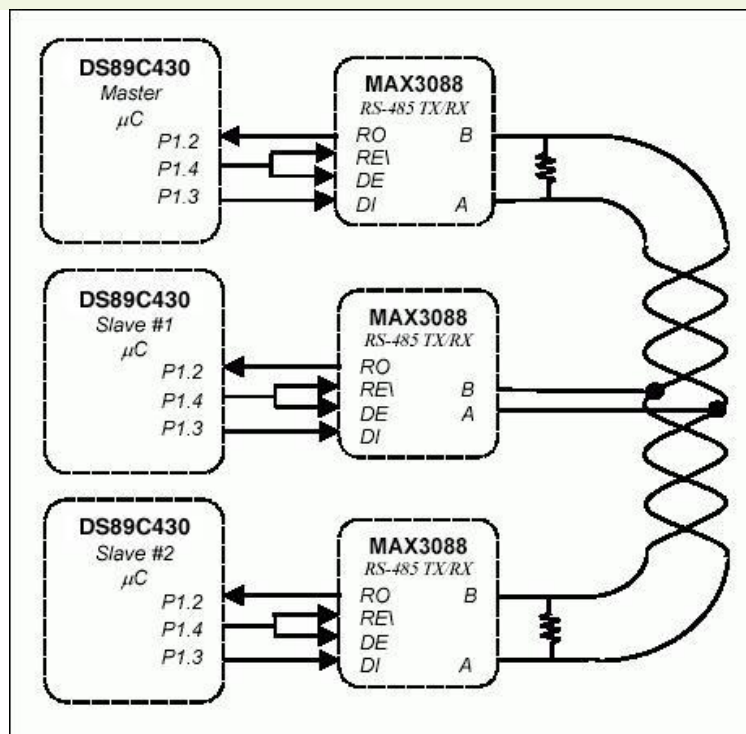 DS89C430
Master
μC
P1.2
P1.4
P1.3
MAX3088
RS-485 TX/RX
RO B
RE\
DE
DI A
DS89C430
Slave #1
μC
P1.2
P1.4
P1.3
MAX3088
RS-485 TX/RX
RO
RE\ B
DE A
DI
DS89C430
Slave #2
μC
P1.2
P1.4
P1.3
MAX3088
RS-485 TX/RX
RO B
RE\
DE
DI A